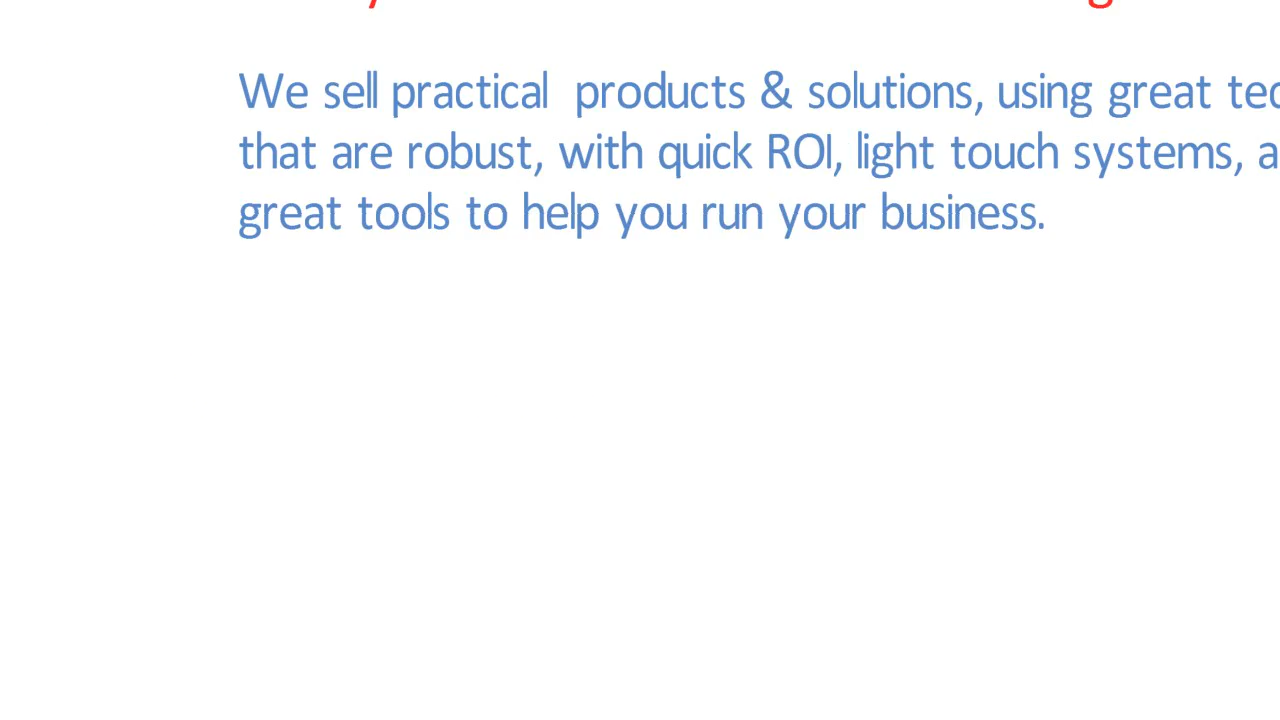 We sell practical products & solutions, using great
that are robust, with quick ROI, light touch systems,
great tools to help you run your business.